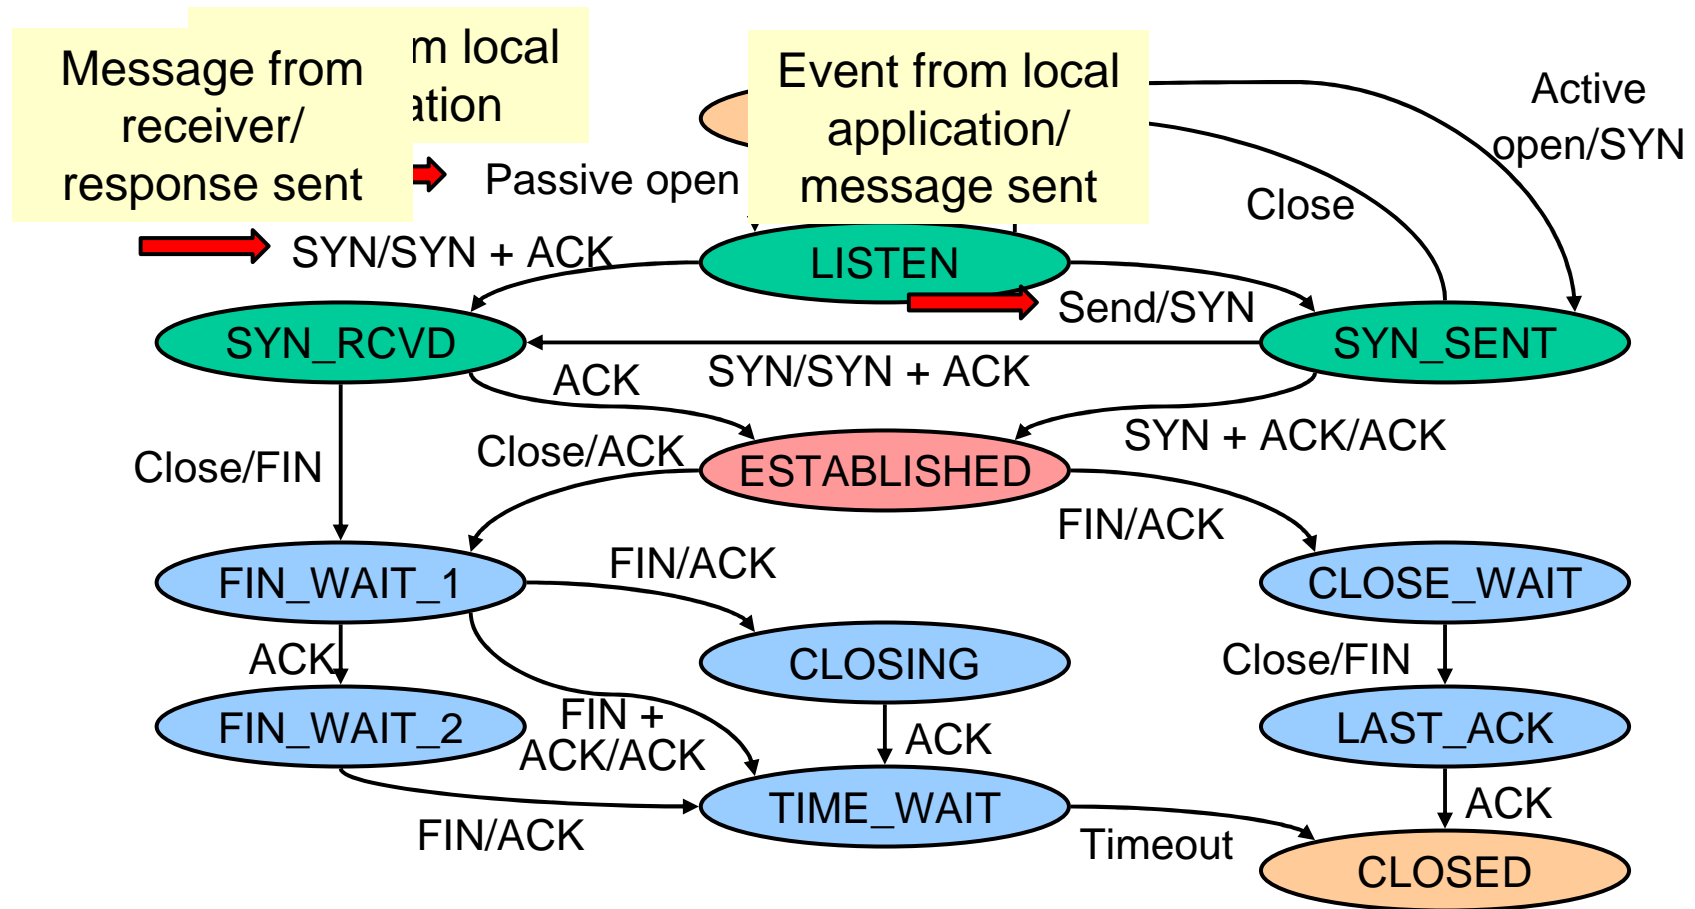 m local
ation
Message from
receiver/
response sent
Event from local
application/
message sent
Active
open/SYN
Passive open
Close
SYN/SYN + ACK
LISTEN
Send/SYN
SYN_RCVD
SYN_SENT
SYN/SYN + ACK
ACK
SYN + ACK/ACK
Close/FIN
Close/ACK
ESTABLISHED
FIN/ACK
FIN/ACK
FIN_WAIT_1
CLOSE_WAIT
ACK
CLOSING
Close/FIN
FIN_WAIT_2
FIN +
ACK/ACK
ACK
LAST_ACK
TIME_WAIT
FIN/ACK
Timeout
ACK
CLOSED